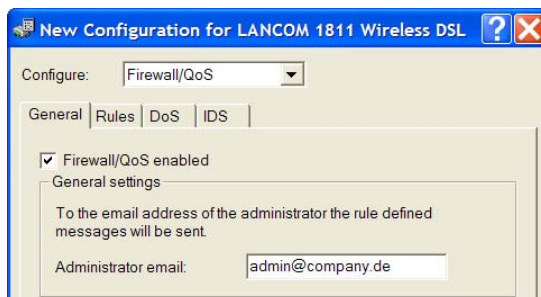 New Configuration for LANCOM 1811 Wireless DSL
Configure: Firewall/QoS
General Rules DoS IDS
Firewall/QoS enabled
General settings
To the email address of the administrator the rule defined
messages will be sent.
Administrator email: admin@company.de